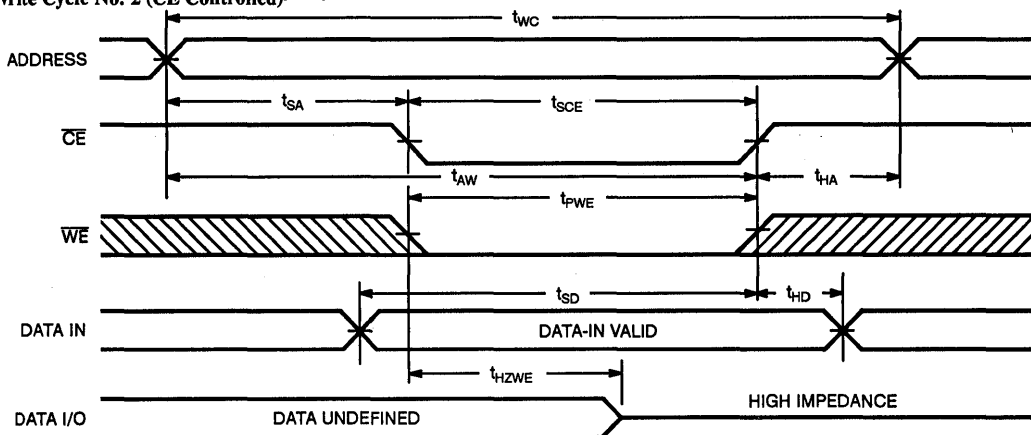 Write Cycle No. 2 (CE Controlled)
tWC
ADDRESS
tSA
tSCE
CE
tAW
tHA
tPWE
WE
tSD
tHD
DATA IN
DATA-IN VALID
tHZWE
DATA I/O
DATA UNDEFINED
HIGH IMPEDANCE